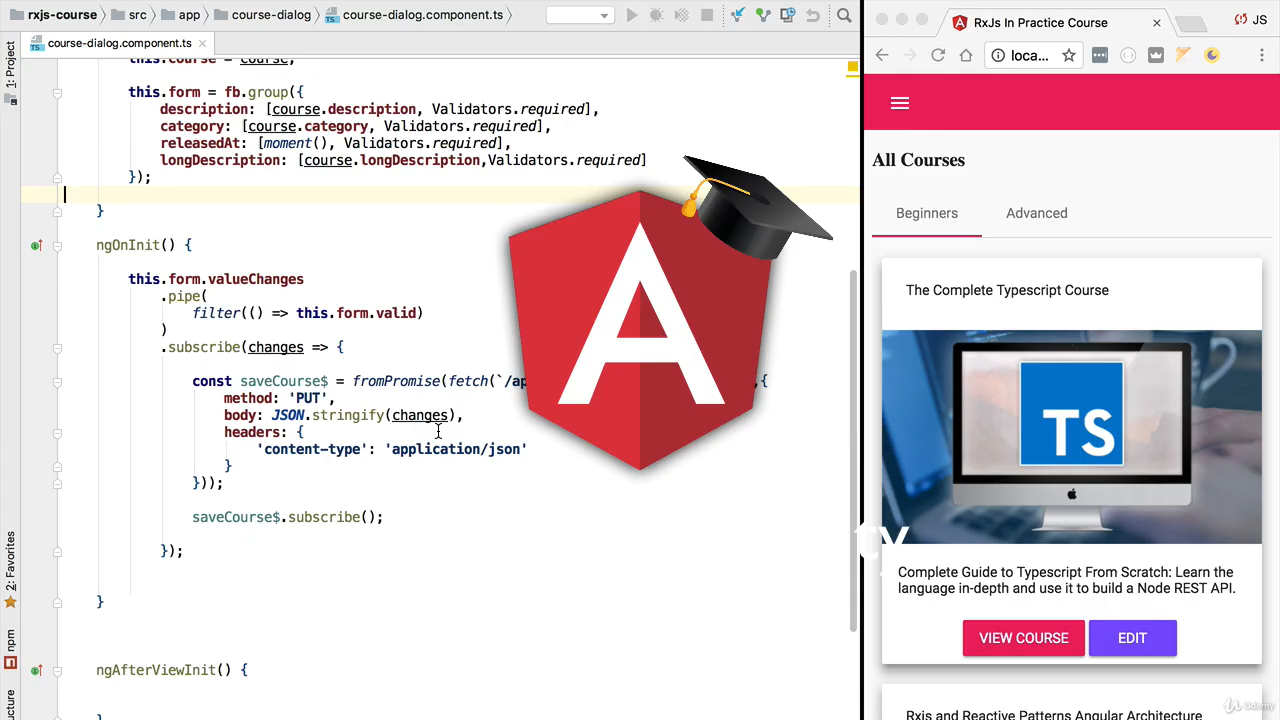 rxjs-course
src
app
course-dialog
course-dialog.component.ts
course-dialog.component.ts
1: Project
this.course = course;
this.form = fb.group({
description: [course.description, Validators.required],
category: [course.category, Validators.required],
releasedAt: [moment(), Validators.required],
longDescription: [course.longDescription,Validators.required]
});
}
ngOnInit() {
this.form.valueChanges
.pipe(
filter(() => this.form.valid)
)
.subscribe(changes => {
const saveCourse$ = fromPromise(fetch(`/ap ,{
method: 'PUT',
body: JSON.stringify(changes),
headers: {
'content-type': 'application/json'
}
}));
saveCourse$.subscribe();
});
}
ngAfterViewInit() {
2: Favorites
npm
ucture
A
RxJs In Practice Course
JS
loca...
All Courses
Beginners
Advanced
The Complete Typescript Course
TS
ty
Complete Guide to Typescript From Scratch: Learn the
language in-depth and use it to build a Node REST API.
VIEW COURSE
EDIT
Rxjs and Reactive Patterns Angular Architecture
Udemy